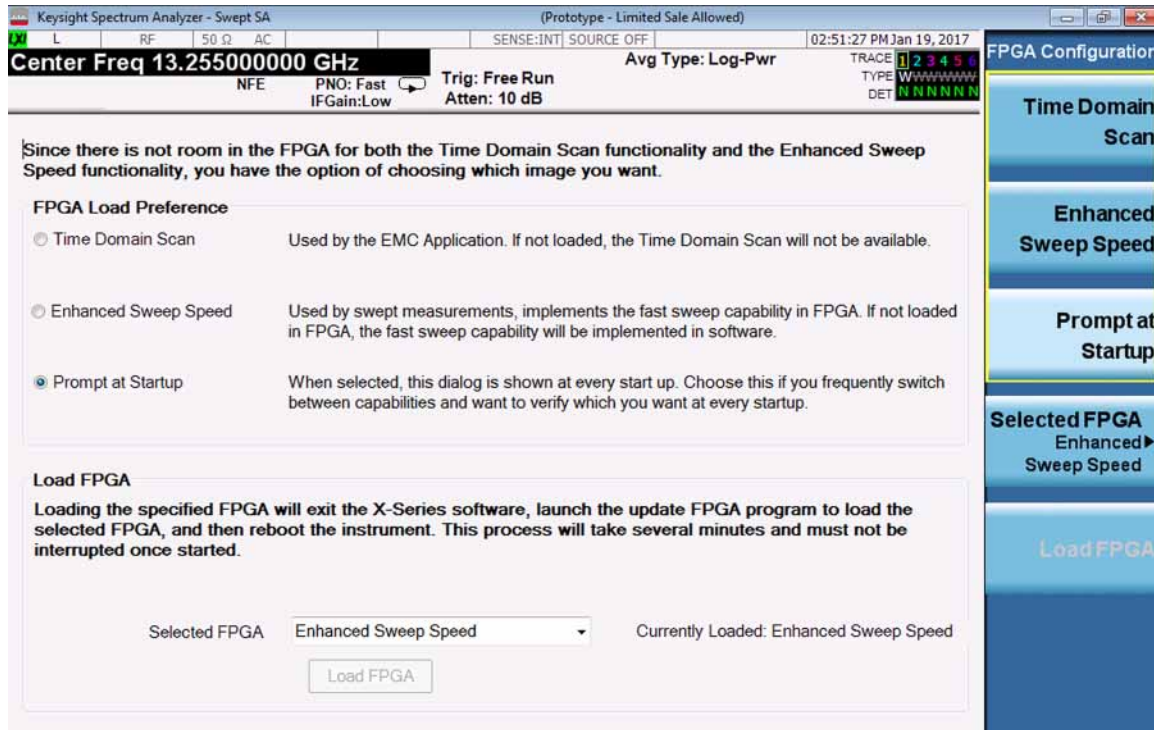 Keysight Spectrum Analyzer - Swept SA (Prototype - Limited Sale Allowed)
LXI L RF 50 Ω AC SENSE:INT SOURCE OFF 02:51:27 PM Jan 19, 2017
Center Freq 13.255000000 GHz Avg Type: Log-Pwr TRACE 1 2 3 4 5 6
NFE PNO: Fast Trig: Free Run TYPE WWWWWW
IFGain:Low Atten: 10 dB DET N N N N N N
Since there is not room in the FPGA for both the Time Domain Scan functionality and the Enhanced Sweep
Speed functionality, you have the option of choosing which image you want.
FPGA Load Preference
Time Domain Scan Used by the EMC Application. If not loaded, the Time Domain Scan will not be available.
Enhanced Sweep Speed Used by swept measurements, implements the fast sweep capability in FPGA. If not loaded
in FPGA, the fast sweep capability will be implemented in software.
Prompt at Startup When selected, this dialog is shown at every start up. Choose this if you frequently switch
between capabilities and want to verify which you want at every startup.
Load FPGA
Loading the specified FPGA will exit the X-Series software, launch the update FPGA program to load the
selected FPGA, and then reboot the instrument. This process will take several minutes and must not be
interrupted once started.
Selected FPGA Enhanced Sweep Speed Currently Loaded: Enhanced Sweep Speed
Load FPGA
FPGA Configuration
Time Domain
Scan
Enhanced
Sweep Speed
Prompt at
Startup
Selected FPGA
Enhanced
Sweep Speed
Load FPGA